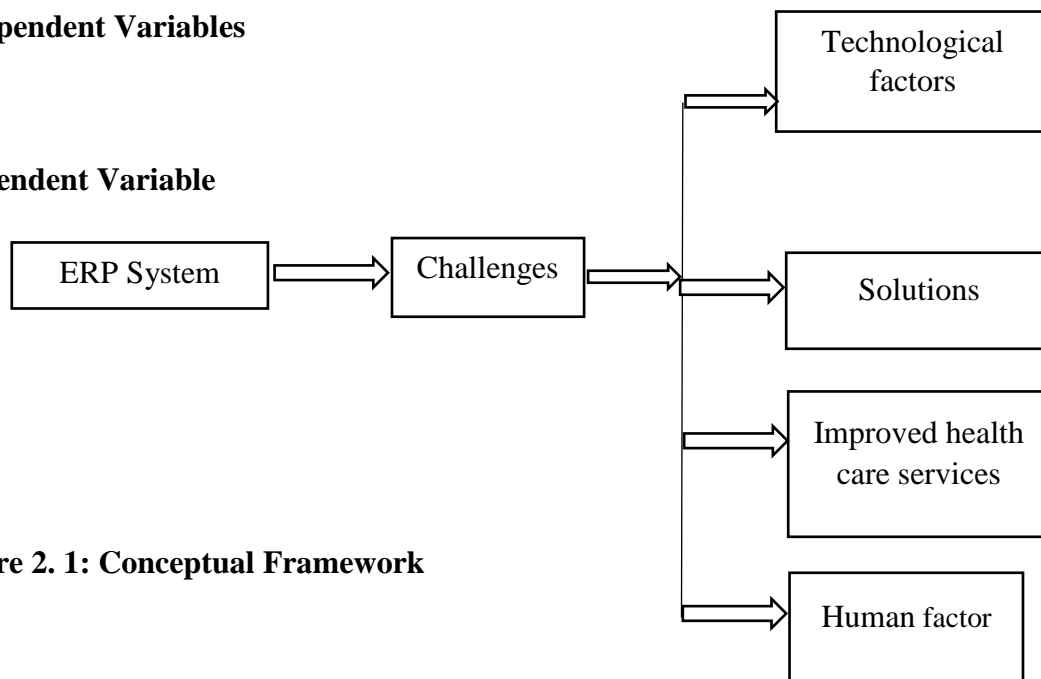 pendent Variables
Technological
factors
endent Variable
ERP System
Challenges
Solutions
Improved health
care services
re 2. 1: Conceptual Framework
Human factor